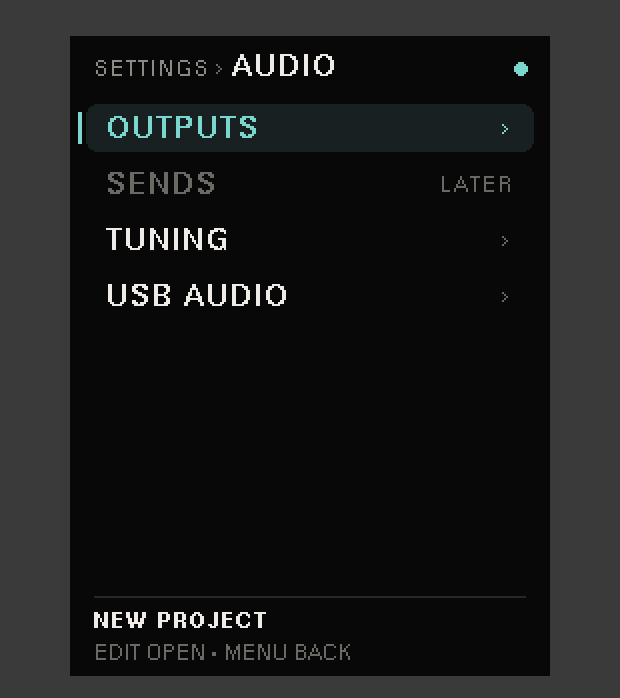 SETTINGS › AUDIO
OUTPUTS ›
SENDS LATER
TUNING ›
USB AUDIO ›
NEW PROJECT
EDIT OPEN • MENU BACK